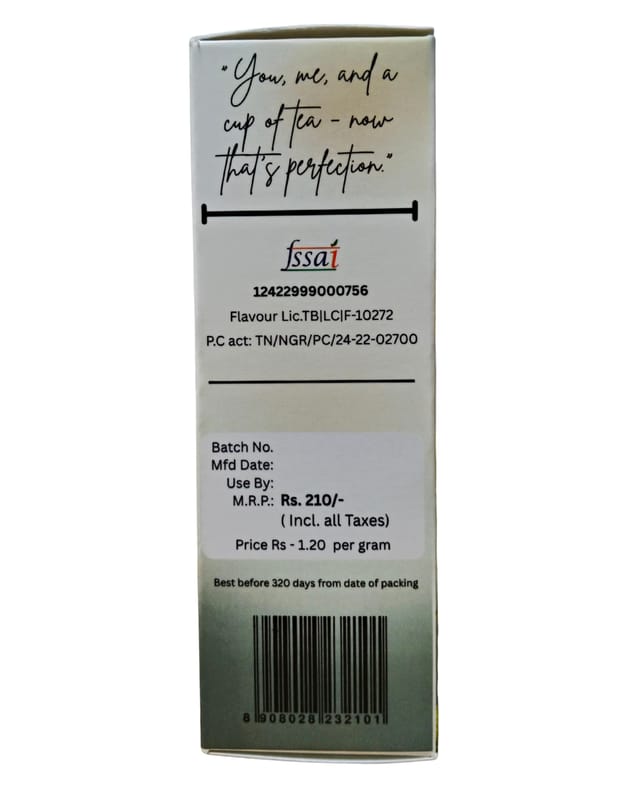 "You, me, and a
cup of tea - now
that's perfection."
fssai
12422999000756
Flavour Lic.TB|LC|F-10272
P.C act: TN/NGR/PC/24-22-02700
Batch No.
Mfd Date:
Use By:
M.R.P.: Rs. 210/-
( Incl. all Taxes)
Price Rs - 1.20 per gram
Best before 320 days from date of packing
8 908028 232101